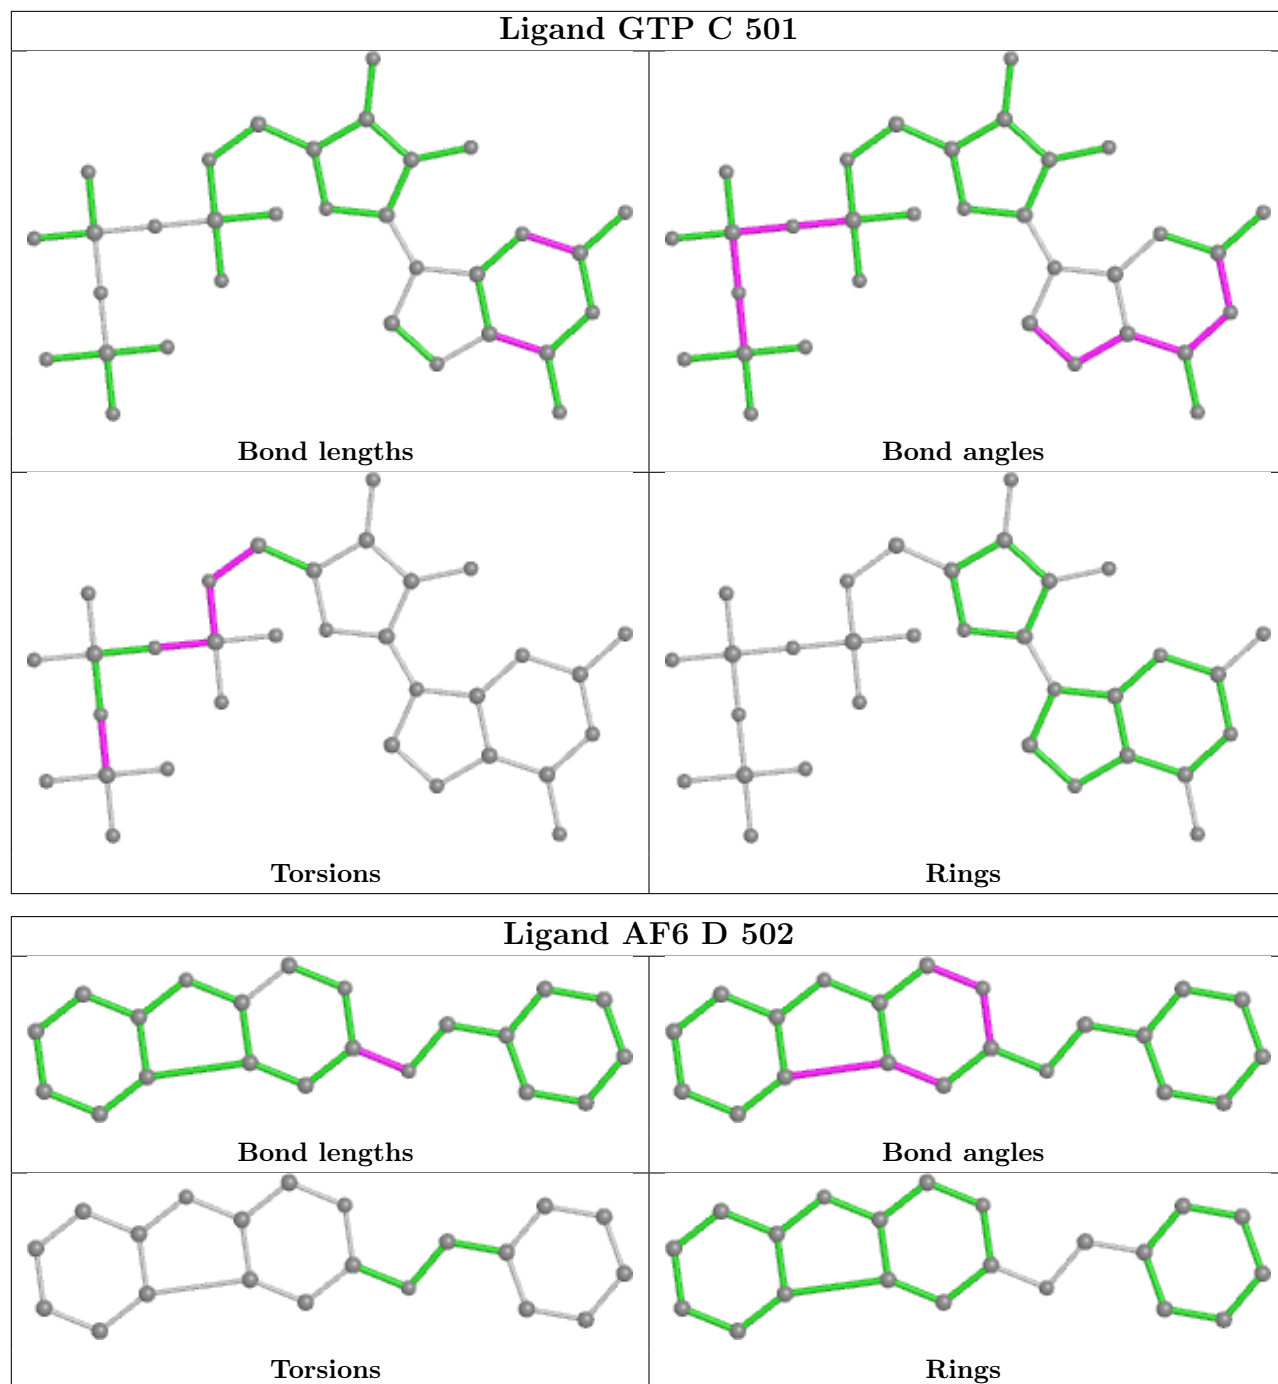 Ligand GTP C 501
Bond lengths
Bond angles
Torsions
Rings
Ligand AF6 D 502
Bond lengths
Bond angles
Torsions
Rings